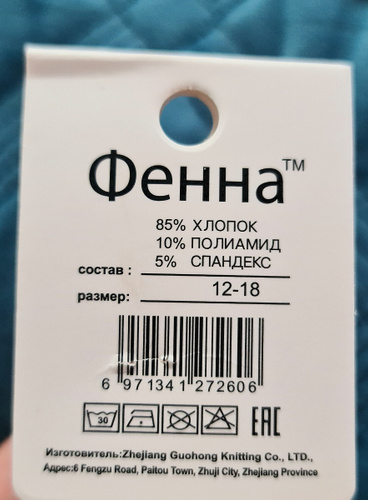 Фенна™
85% ХЛОПОК
10% ПОЛИАМИД
состав : 5% СПАНДЕКС
размер: 12-18
6 971341 272606
30 EAC
Изготовитель:Zhejiang Guohong Knitting Co., LTD.,
Адрес:6 Fengzu Road, Paitou Town, Zhuji City, Zhejiang Province